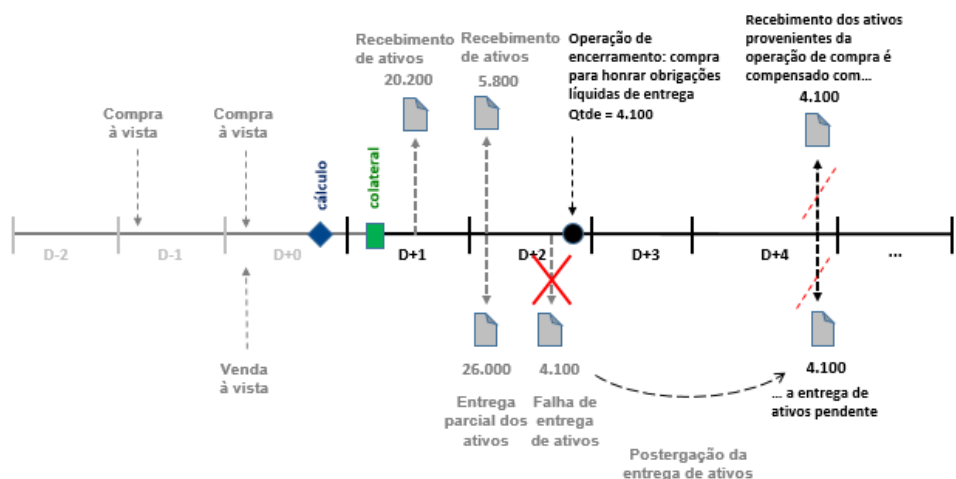 Recebimento
de ativos
20.200
Recebimento
de ativos
5.800
Operação de
encerramento: compra
para honrar obrigações
líquidas de entrega
Qtde = 4.100
Recebimento dos ativos
provenientes da
operação de compra é
compensado com...
4.100
Compra
à vista
Compra
à vista
cálculo
colateral
D-2
D-1
D+0
D+1
D+2
D+3
D+4
...
Venda
à vista
26.000
Entrega
parcial dos
ativos
4.100
Falha de
entrega
de ativos
4.100
... a entrega de
ativos pendente
Postergação da
entrega de ativos